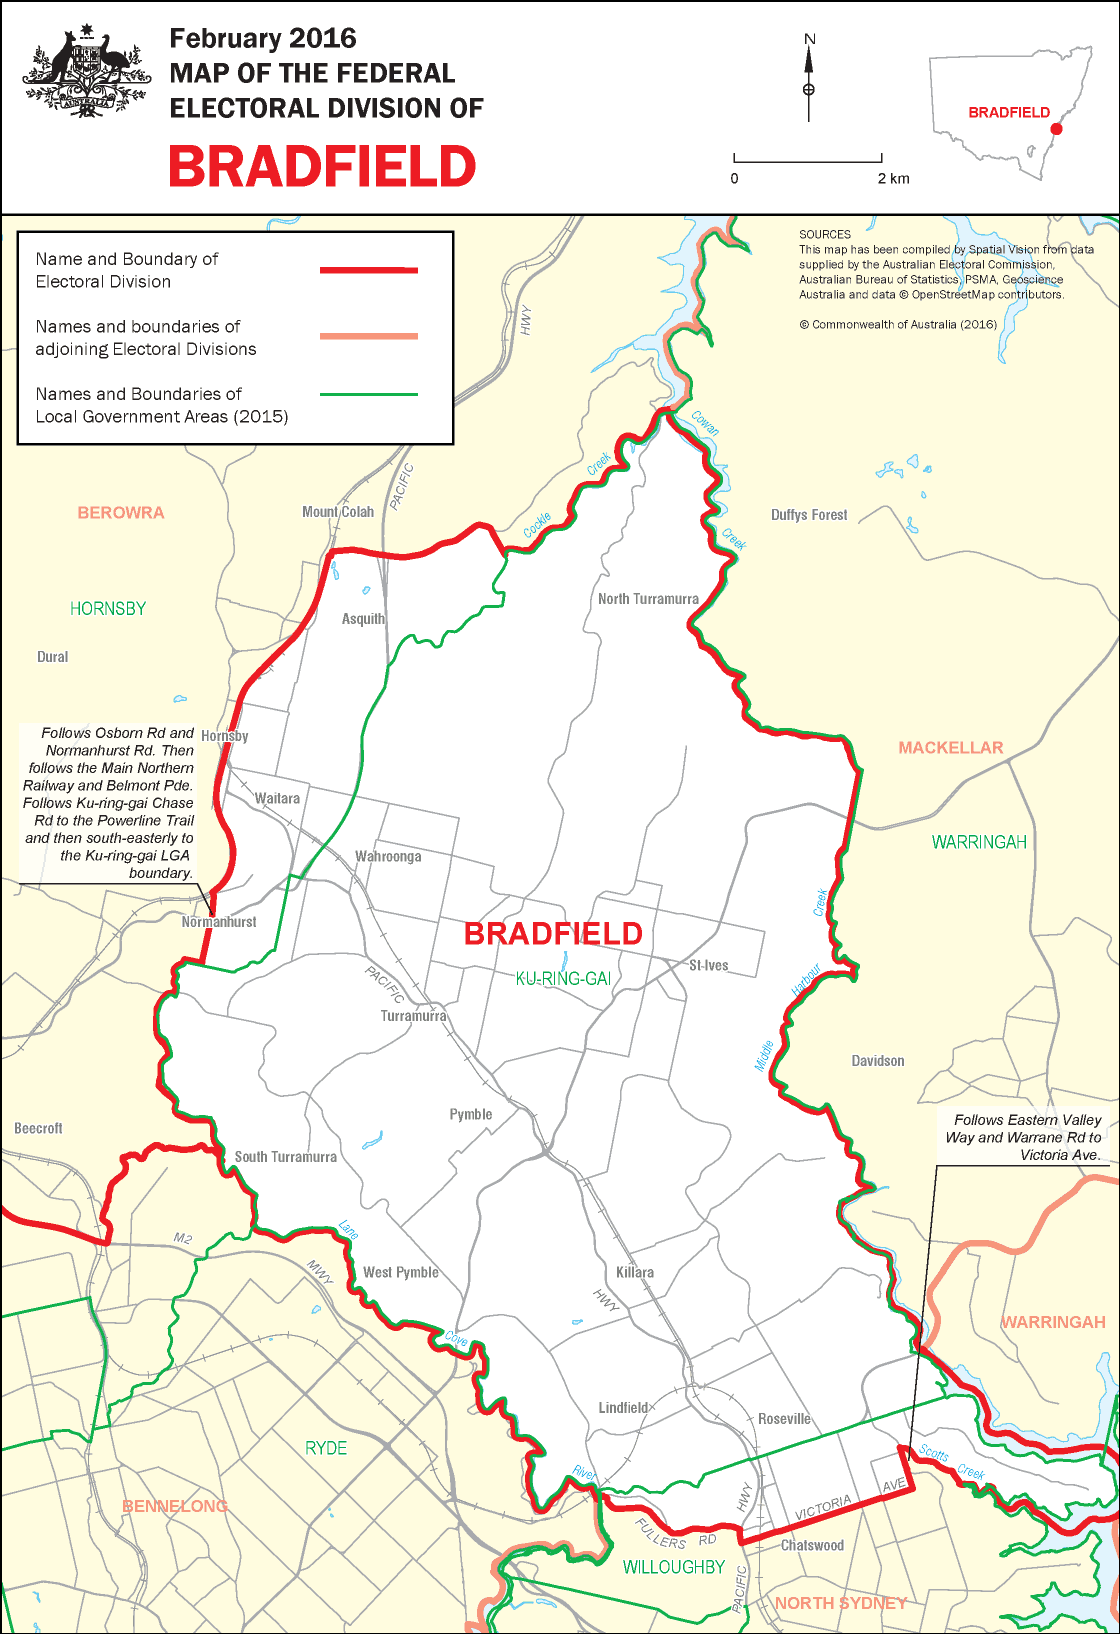 February 2016
MAP OF THE FEDERAL
ELECTORAL DIVISION OF
BRADFIELD
AUSTRALIA
N
0 2 km
BRADFIELD
Name and Boundary of
Electoral Division
Names and boundaries of
adjoining Electoral Divisions
Names and Boundaries of
Local Government Areas (2015)
SOURCES
This map has been compiled by Spatial Vision from data
supplied by the Australian Electoral Commission,
Australian Bureau of Statistics, PSMA, Geoscience
Australia and data © OpenStreetMap contributors.
© Commonwealth of Australia (2016)
HWY
PACIFIC
Cowan
Creek
Creek
Cockle
BEROWRA
Mount Colah
Duffys Forest
HORNSBY
Asquith
North Turramurra
Dural
Follows Osborn Rd and
Normanhurst Rd. Then
follows the Main Northern
Railway and Belmont Pde.
Follows Ku-ring-gai Chase
Rd to the Powerline Trail
and then south-easterly to
the Ku-ring-gai LGA
boundary.
Hornsby
MACKELLAR
Waitara
WARRINGAH
Wahroonga
Creek
Normanhurst
BRADFIELD
St-Ives
KU-RING-GAI
PACIFIC
Harbour
Turramurra
Middle
Davidson
Pymble
Beecroft
Follows Eastern Valley
Way and Warrane Rd to
Victoria Ave.
South Turramurra
M2
Lane
MWY
West Pymble
Killara
HWY
Cove
WARRINGAH
Lindfield
Roseville
RYDE
Scotts
Creek
River
BENNELONG
HWY
VICTORIA AVE
FULLERS RD
Chatswood
WILLOUGHBY
PACIFIC
NORTH SYDNEY